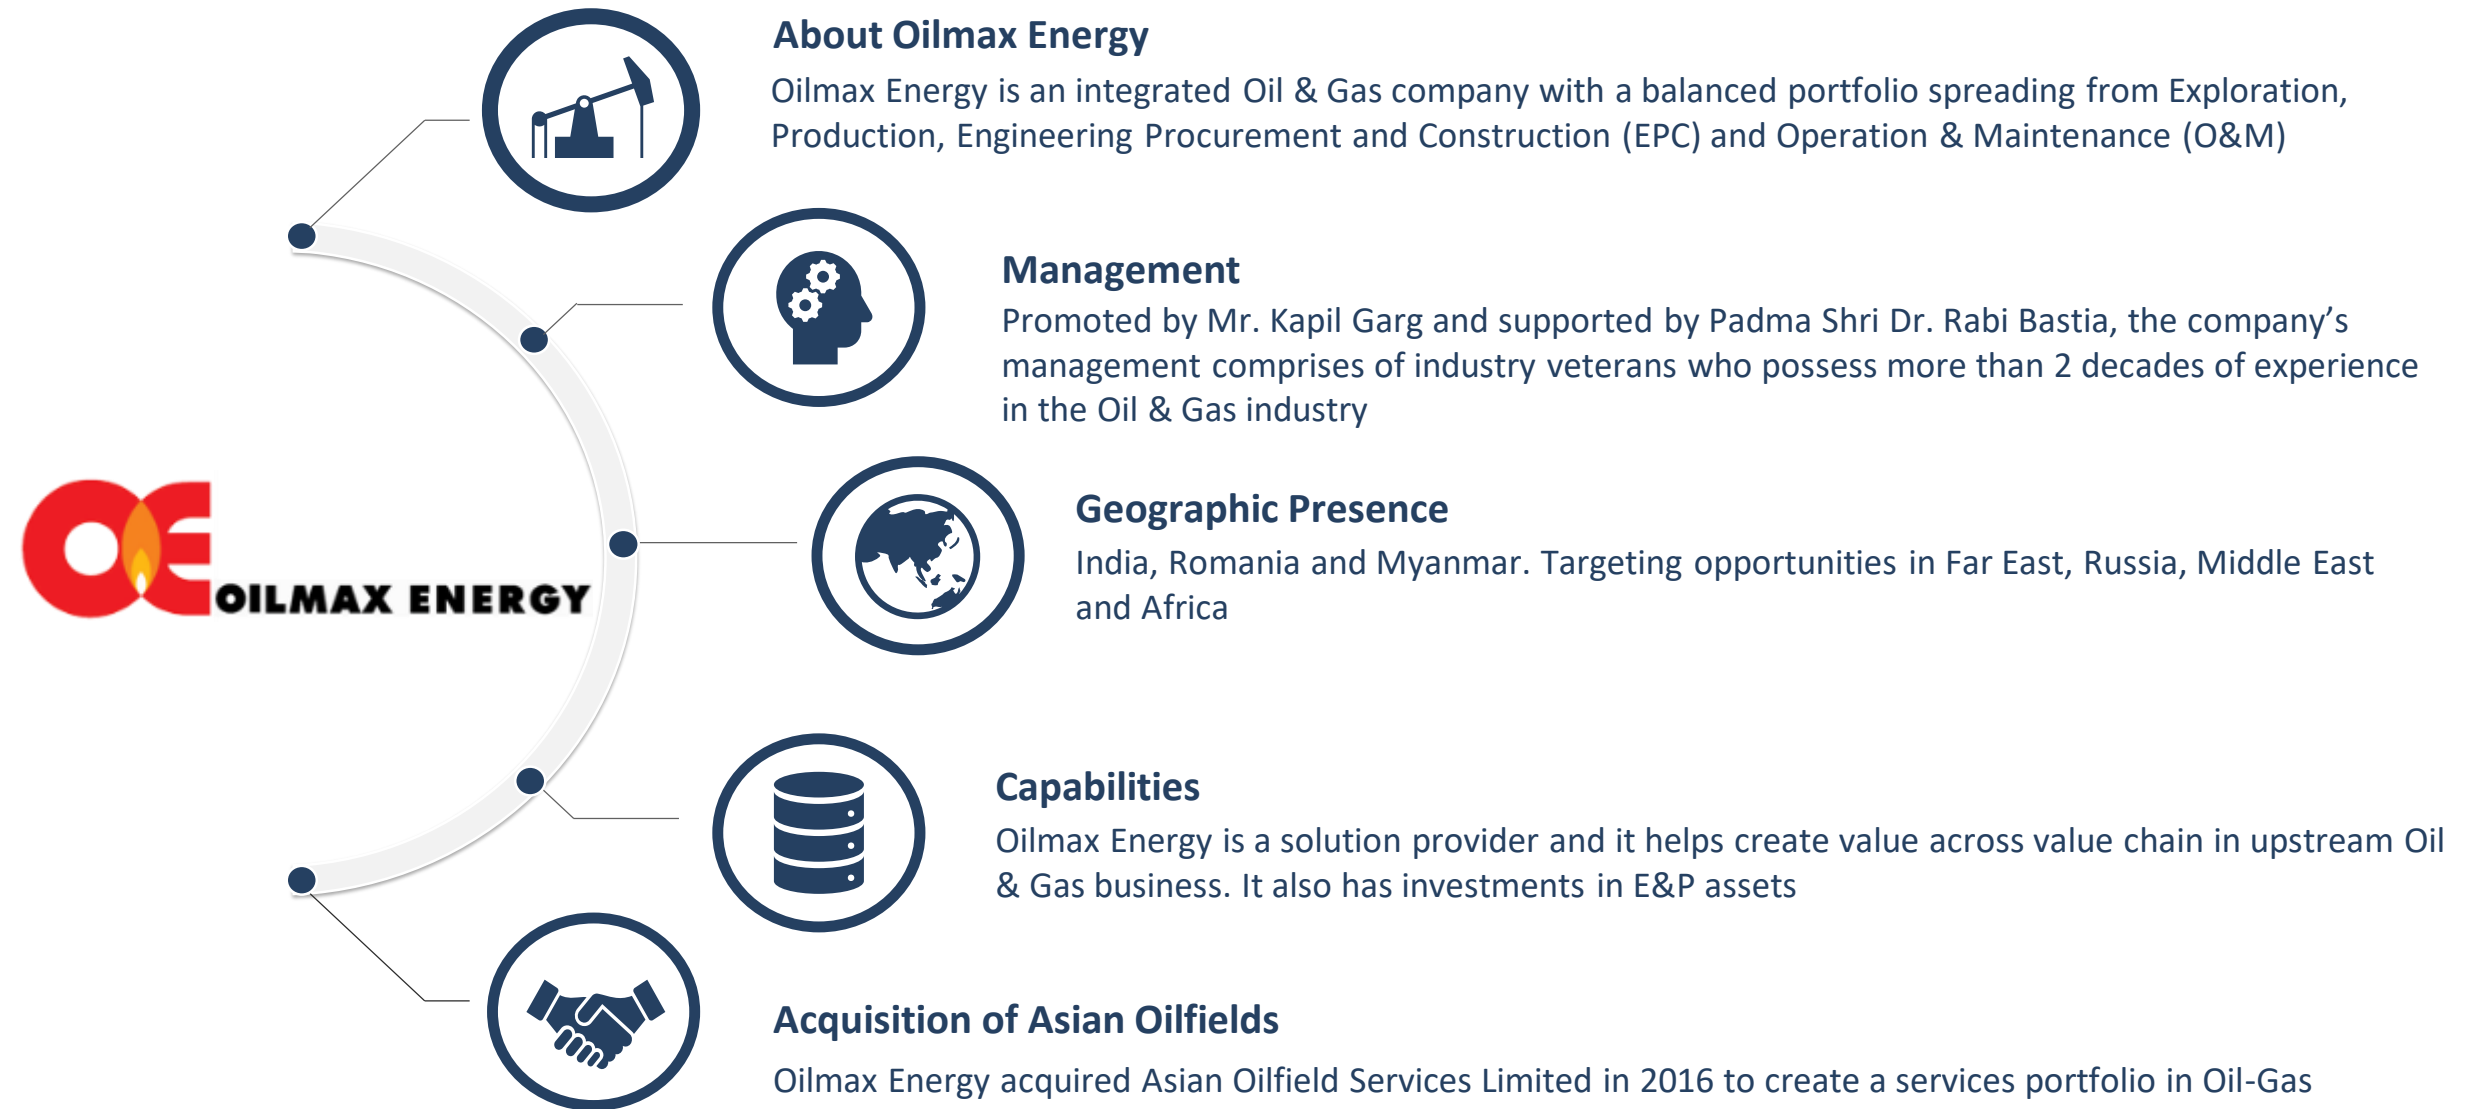 About Oilmax Energy
Oilmax Energy is an integrated Oil & Gas company with a balanced portfolio spreading from Exploration,
Production, Engineering Procurement and Construction (EPC) and Operation & Maintenance (O&M)
Management
Promoted by Mr. Kapil Garg and supported by Padma Shri Dr. Rabi Bastia, the company’s
management comprises of industry veterans who possess more than 2 decades of experience
in the Oil & Gas industry
OE
OILMAX ENERGY
Geographic Presence
India, Romania and Myanmar. Targeting opportunities in Far East, Russia, Middle East
and Africa
Capabilities
Oilmax Energy is a solution provider and it helps create value across value chain in upstream Oil
& Gas business. It also has investments in E&P assets
Acquisition of Asian Oilfields
Oilmax Energy acquired Asian Oilfield Services Limited in 2016 to create a services portfolio in Oil-Gas